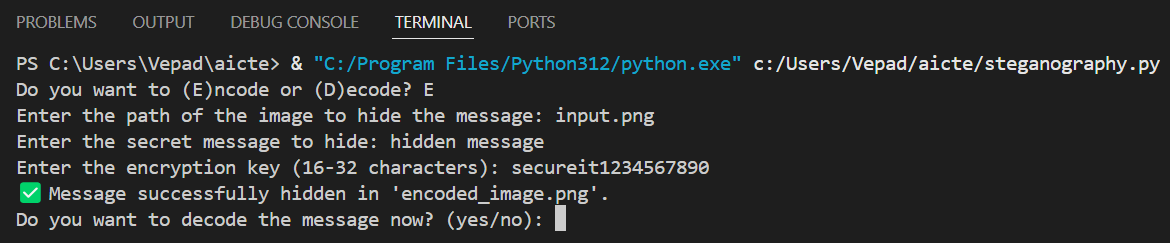 PROBLEMS OUTPUT DEBUG CONSOLE TERMINAL PORTS
PS C:\Users\Vepad\aicte> & "C:/Program Files/Python312/python.exe" c:/Users/Vepad/aicte/steganography.py
Do you want to (E)ncode or (D)ecode? E
Enter the path of the image to hide the message: input.png
Enter the secret message to hide: hidden message
Enter the encryption key (16-32 characters): secureit1234567890
✅ Message successfully hidden in 'encoded_image.png'.
Do you want to decode the message now? (yes/no):